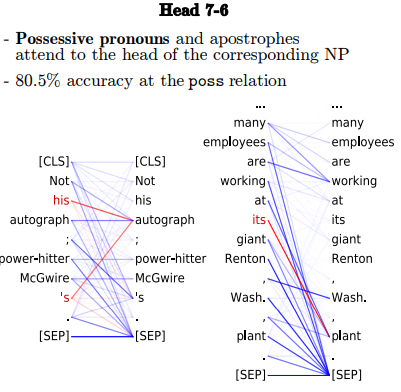 Head 7-6
- Possessive pronouns and apostrophes
attend to the head of the corresponding NP
- 80.5% accuracy at the poss relation
[CLS] [CLS]
Not Not
his his
autograph autograph
; ;
power-hitter power-hitter
McGwire McGwire
's 's
. .
[SEP] [SEP]
... ...
many many
employees employees
are are
working working
at at
its its
giant giant
Renton Renton
, ,
Wash. Wash.
, ,
plant plant
. .
[SEP] [SEP]